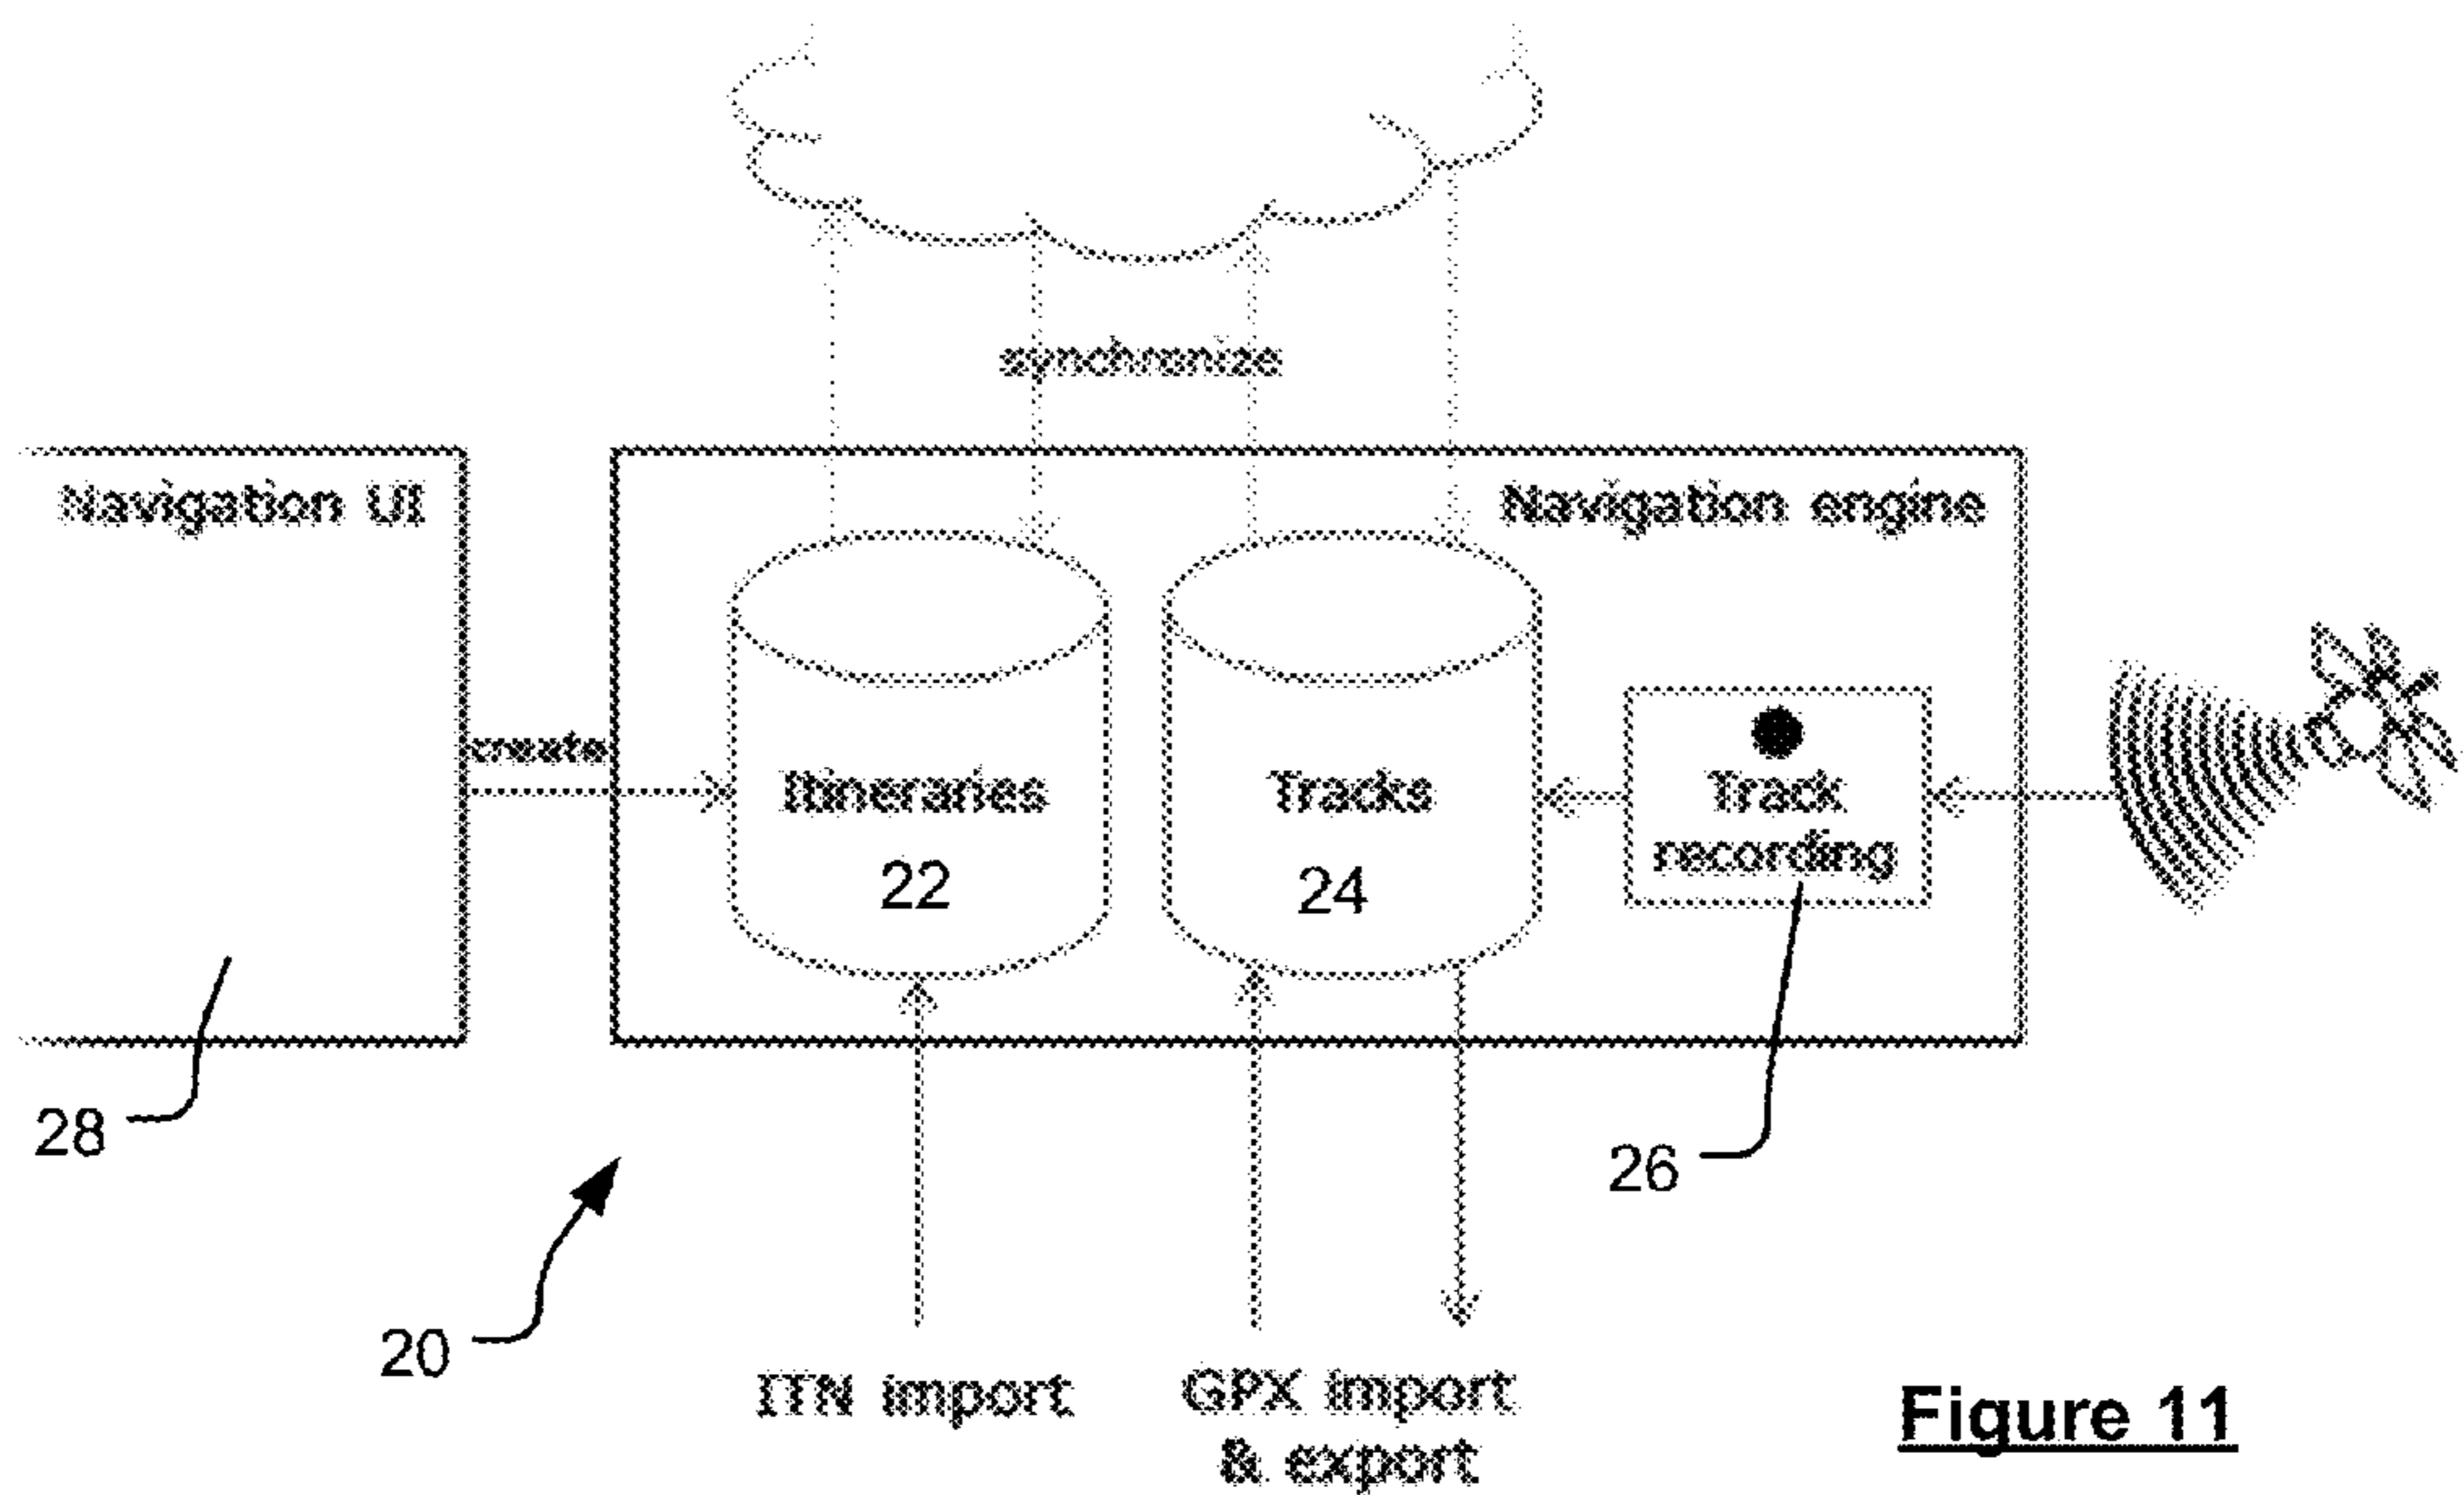 synchronize
Navigation UI
Navigation engine
create
Itineraries
22
Tracks
24
Track
recording
28
26
20
ITN import
GPX import
& export
Figure 11